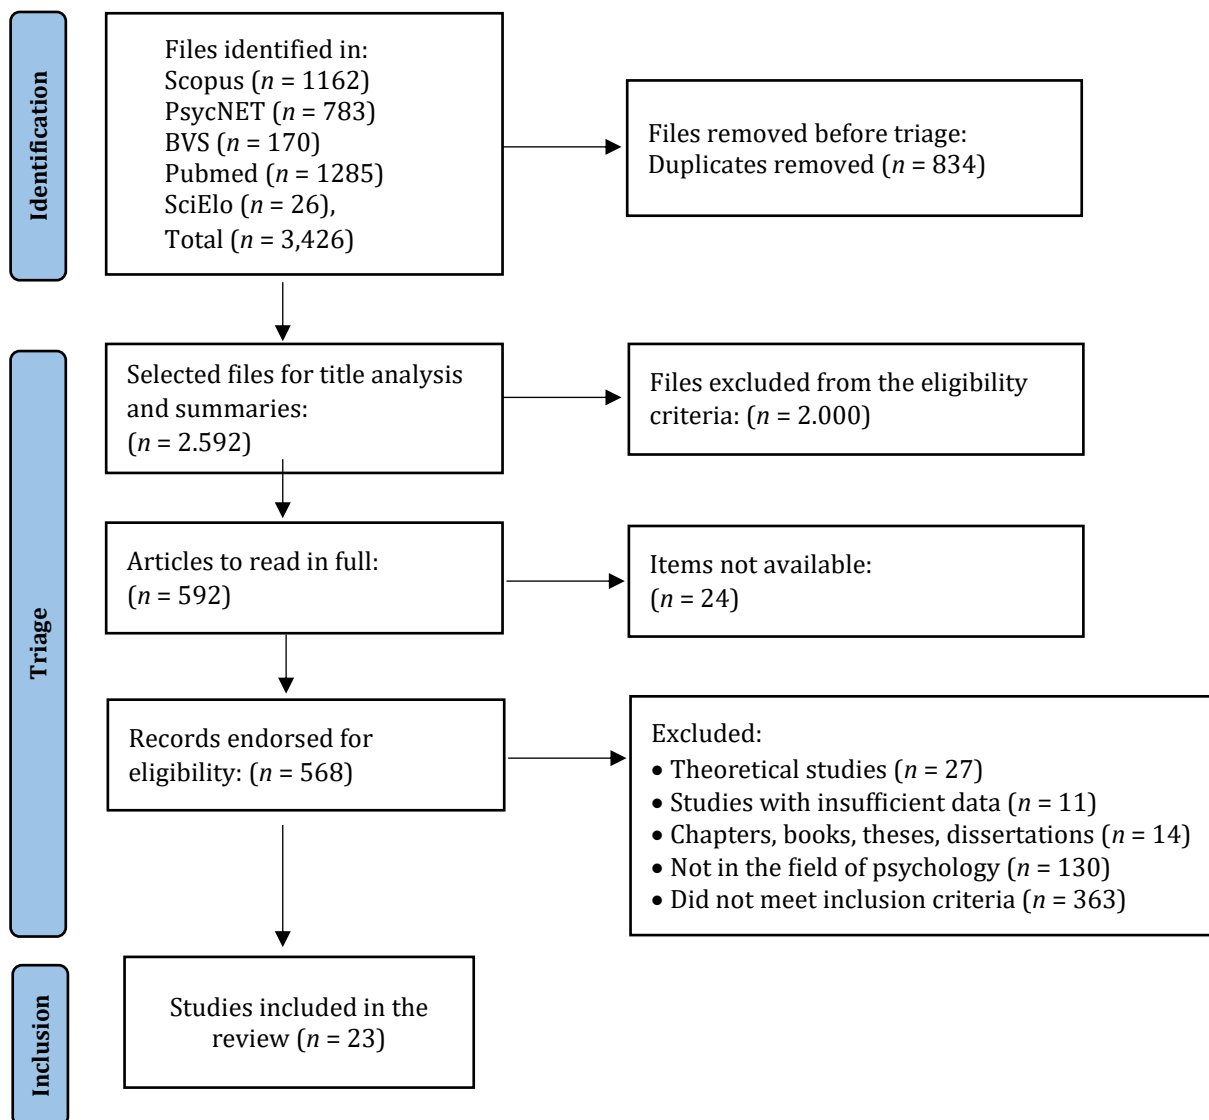 Identification
Files identified in:
Scopus (n = 1162)
PsycNET (n = 783)
BVS (n = 170)
Pubmed (n = 1285)
SciElo (n = 26),
Total (n = 3,426)
Files removed before triage:
Duplicates removed (n = 834)
Triage
Selected files for title analysis
and summaries:
(n = 2.592)
Files excluded from the eligibility
criteria: (n = 2.000)
Articles to read in full:
(n = 592)
Items not available:
(n = 24)
Records endorsed for
eligibility: (n = 568)
Excluded:
• Theoretical studies (n = 27)
• Studies with insufficient data (n = 11)
• Chapters, books, theses, dissertations (n = 14)
• Not in the field of psychology (n = 130)
• Did not meet inclusion criteria (n = 363)
Inclusion
Studies included in the
review (n = 23)